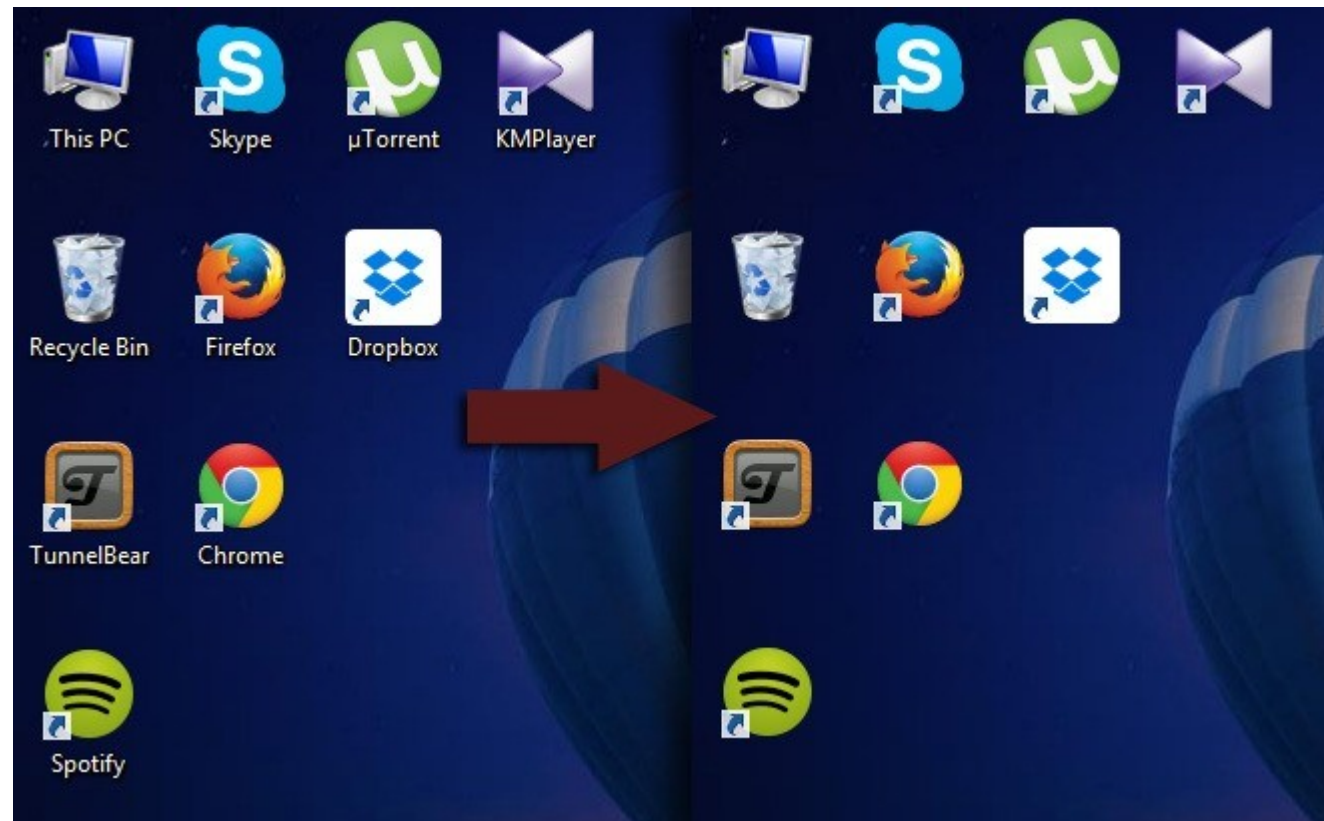 This PC Skype µTorrent KMPlayer
Recycle Bin Firefox Dropbox
TunnelBear Chrome
Spotify